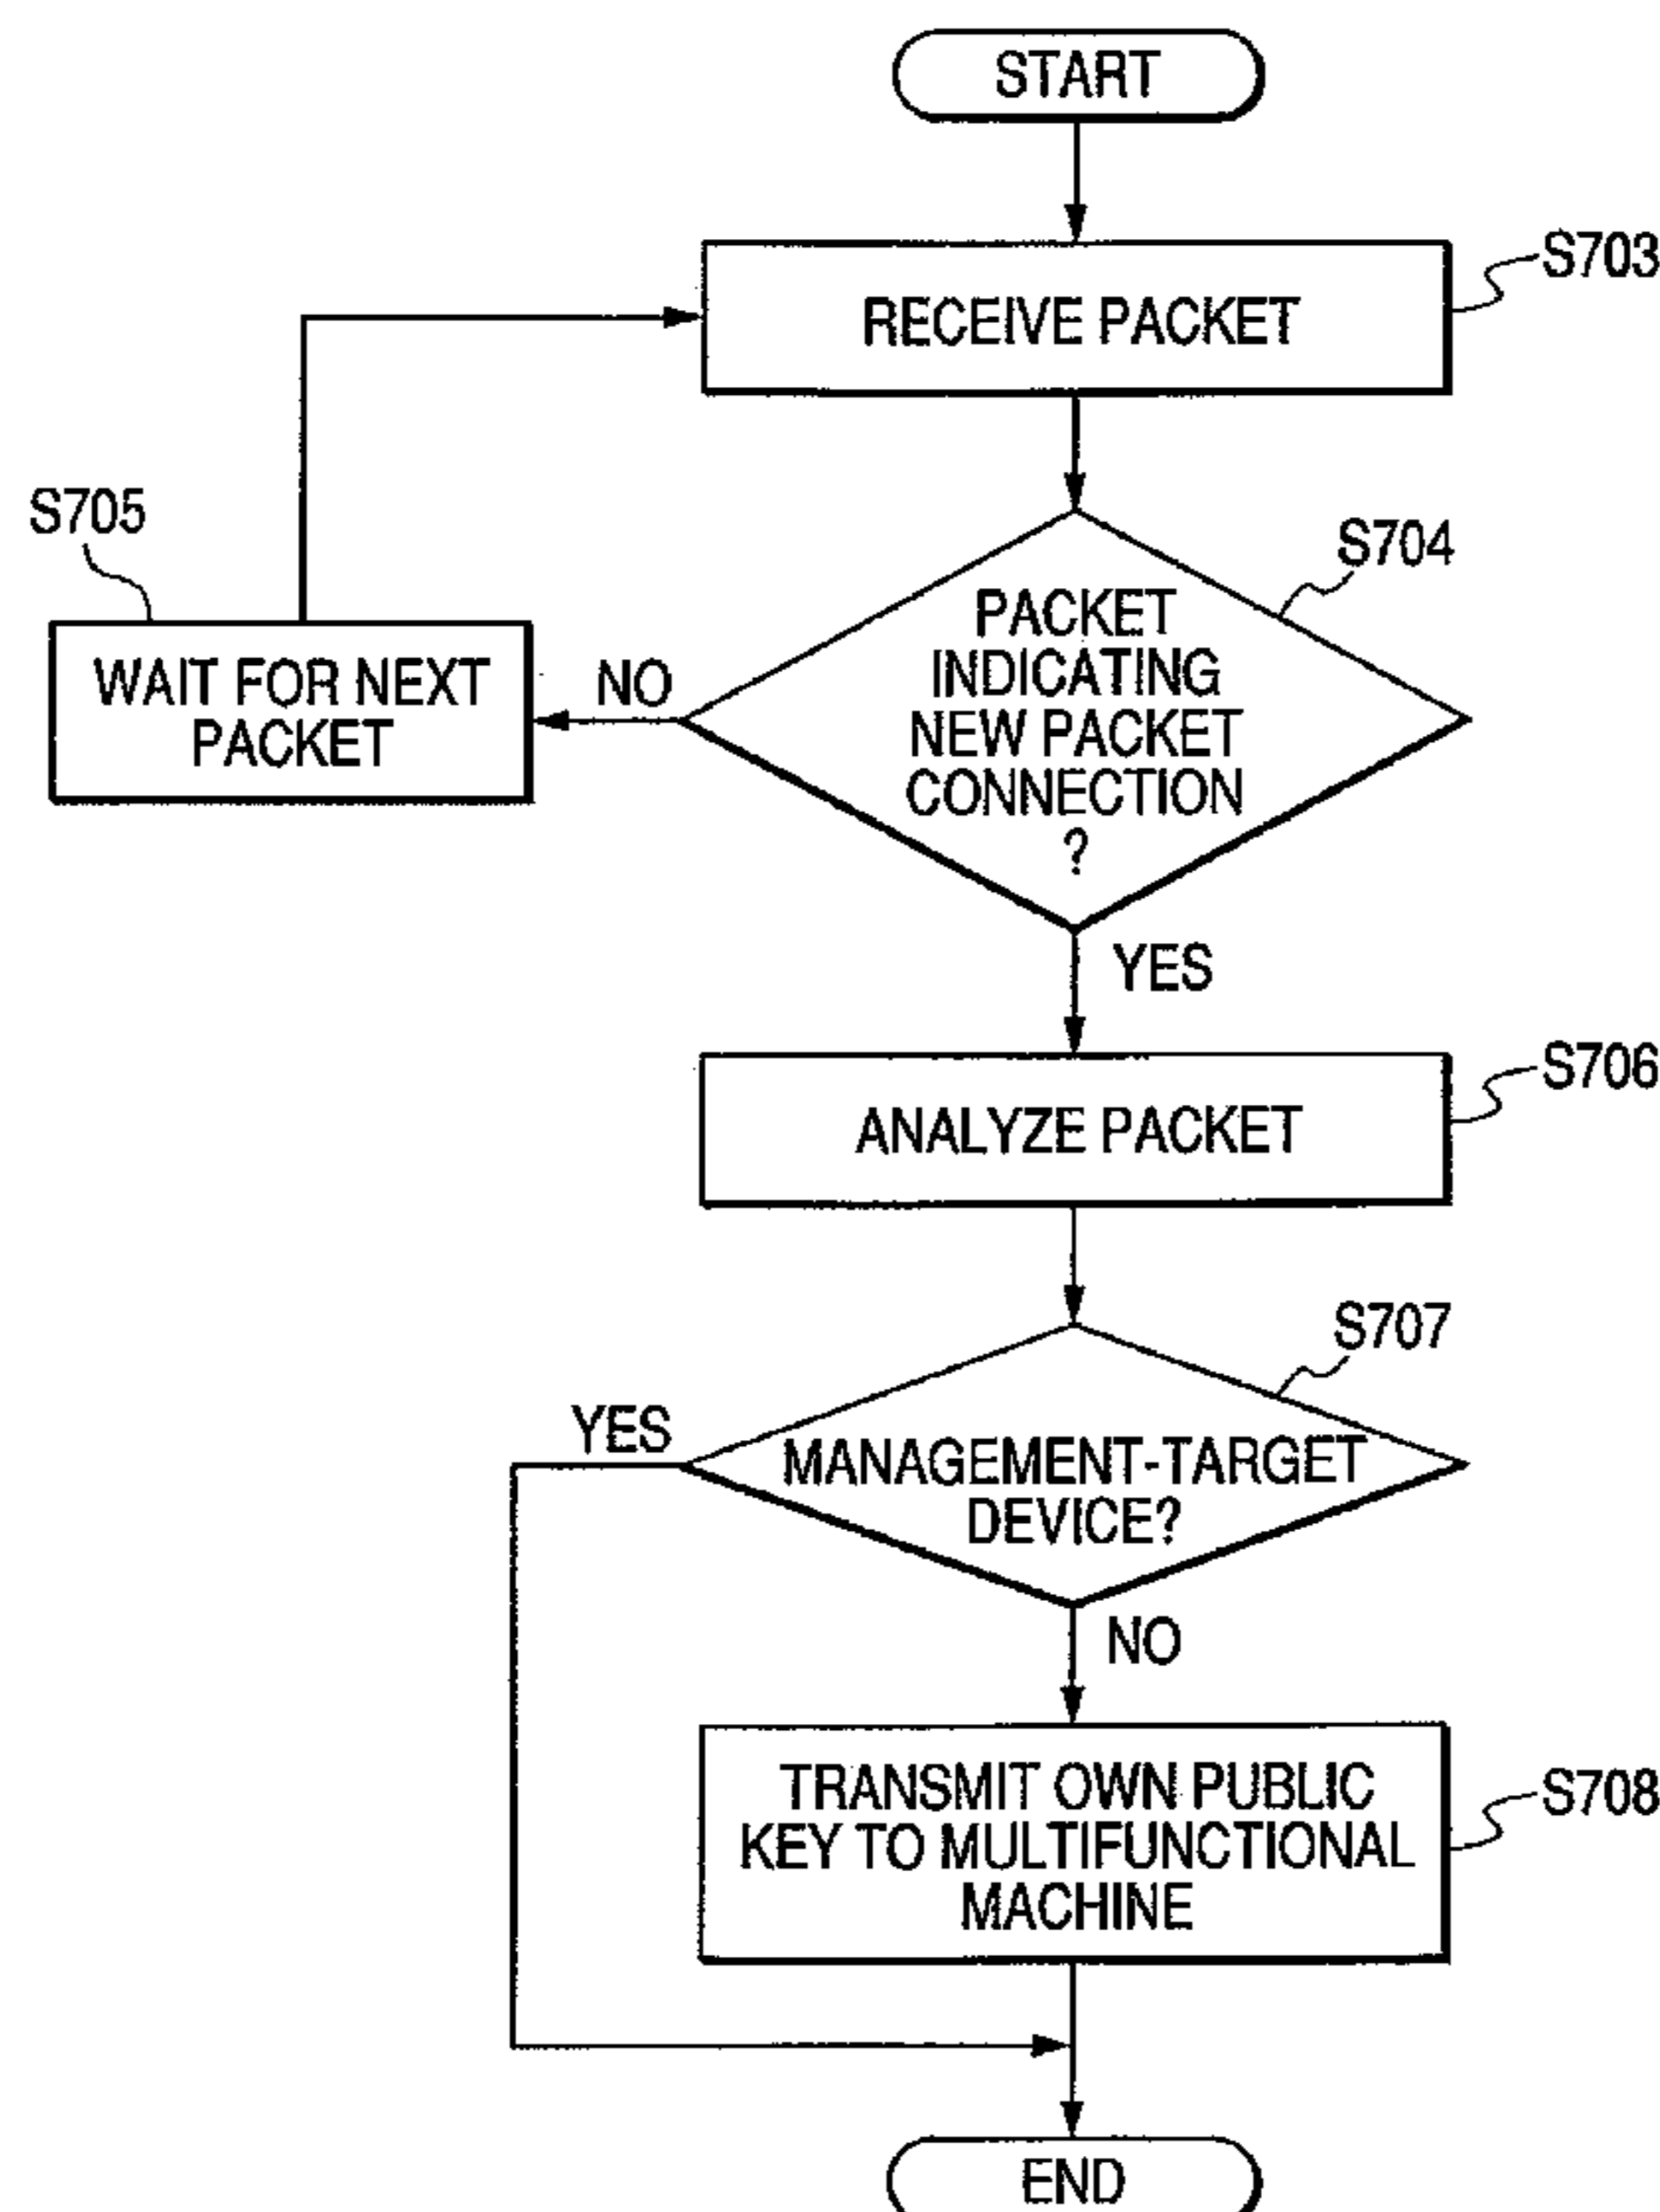 START
RECEIVE PACKET
S703
S705
S704
WAIT FOR NEXT
PACKET
NO
PACKET
INDICATING
NEW PACKET
CONNECTION
?
YES
ANALYZE PACKET
S706
S707
YES
MANAGEMENT-TARGET
DEVICE?
NO
TRANSMIT OWN PUBLIC
KEY TO MULTIFUNCTIONAL
MACHINE
S708
END